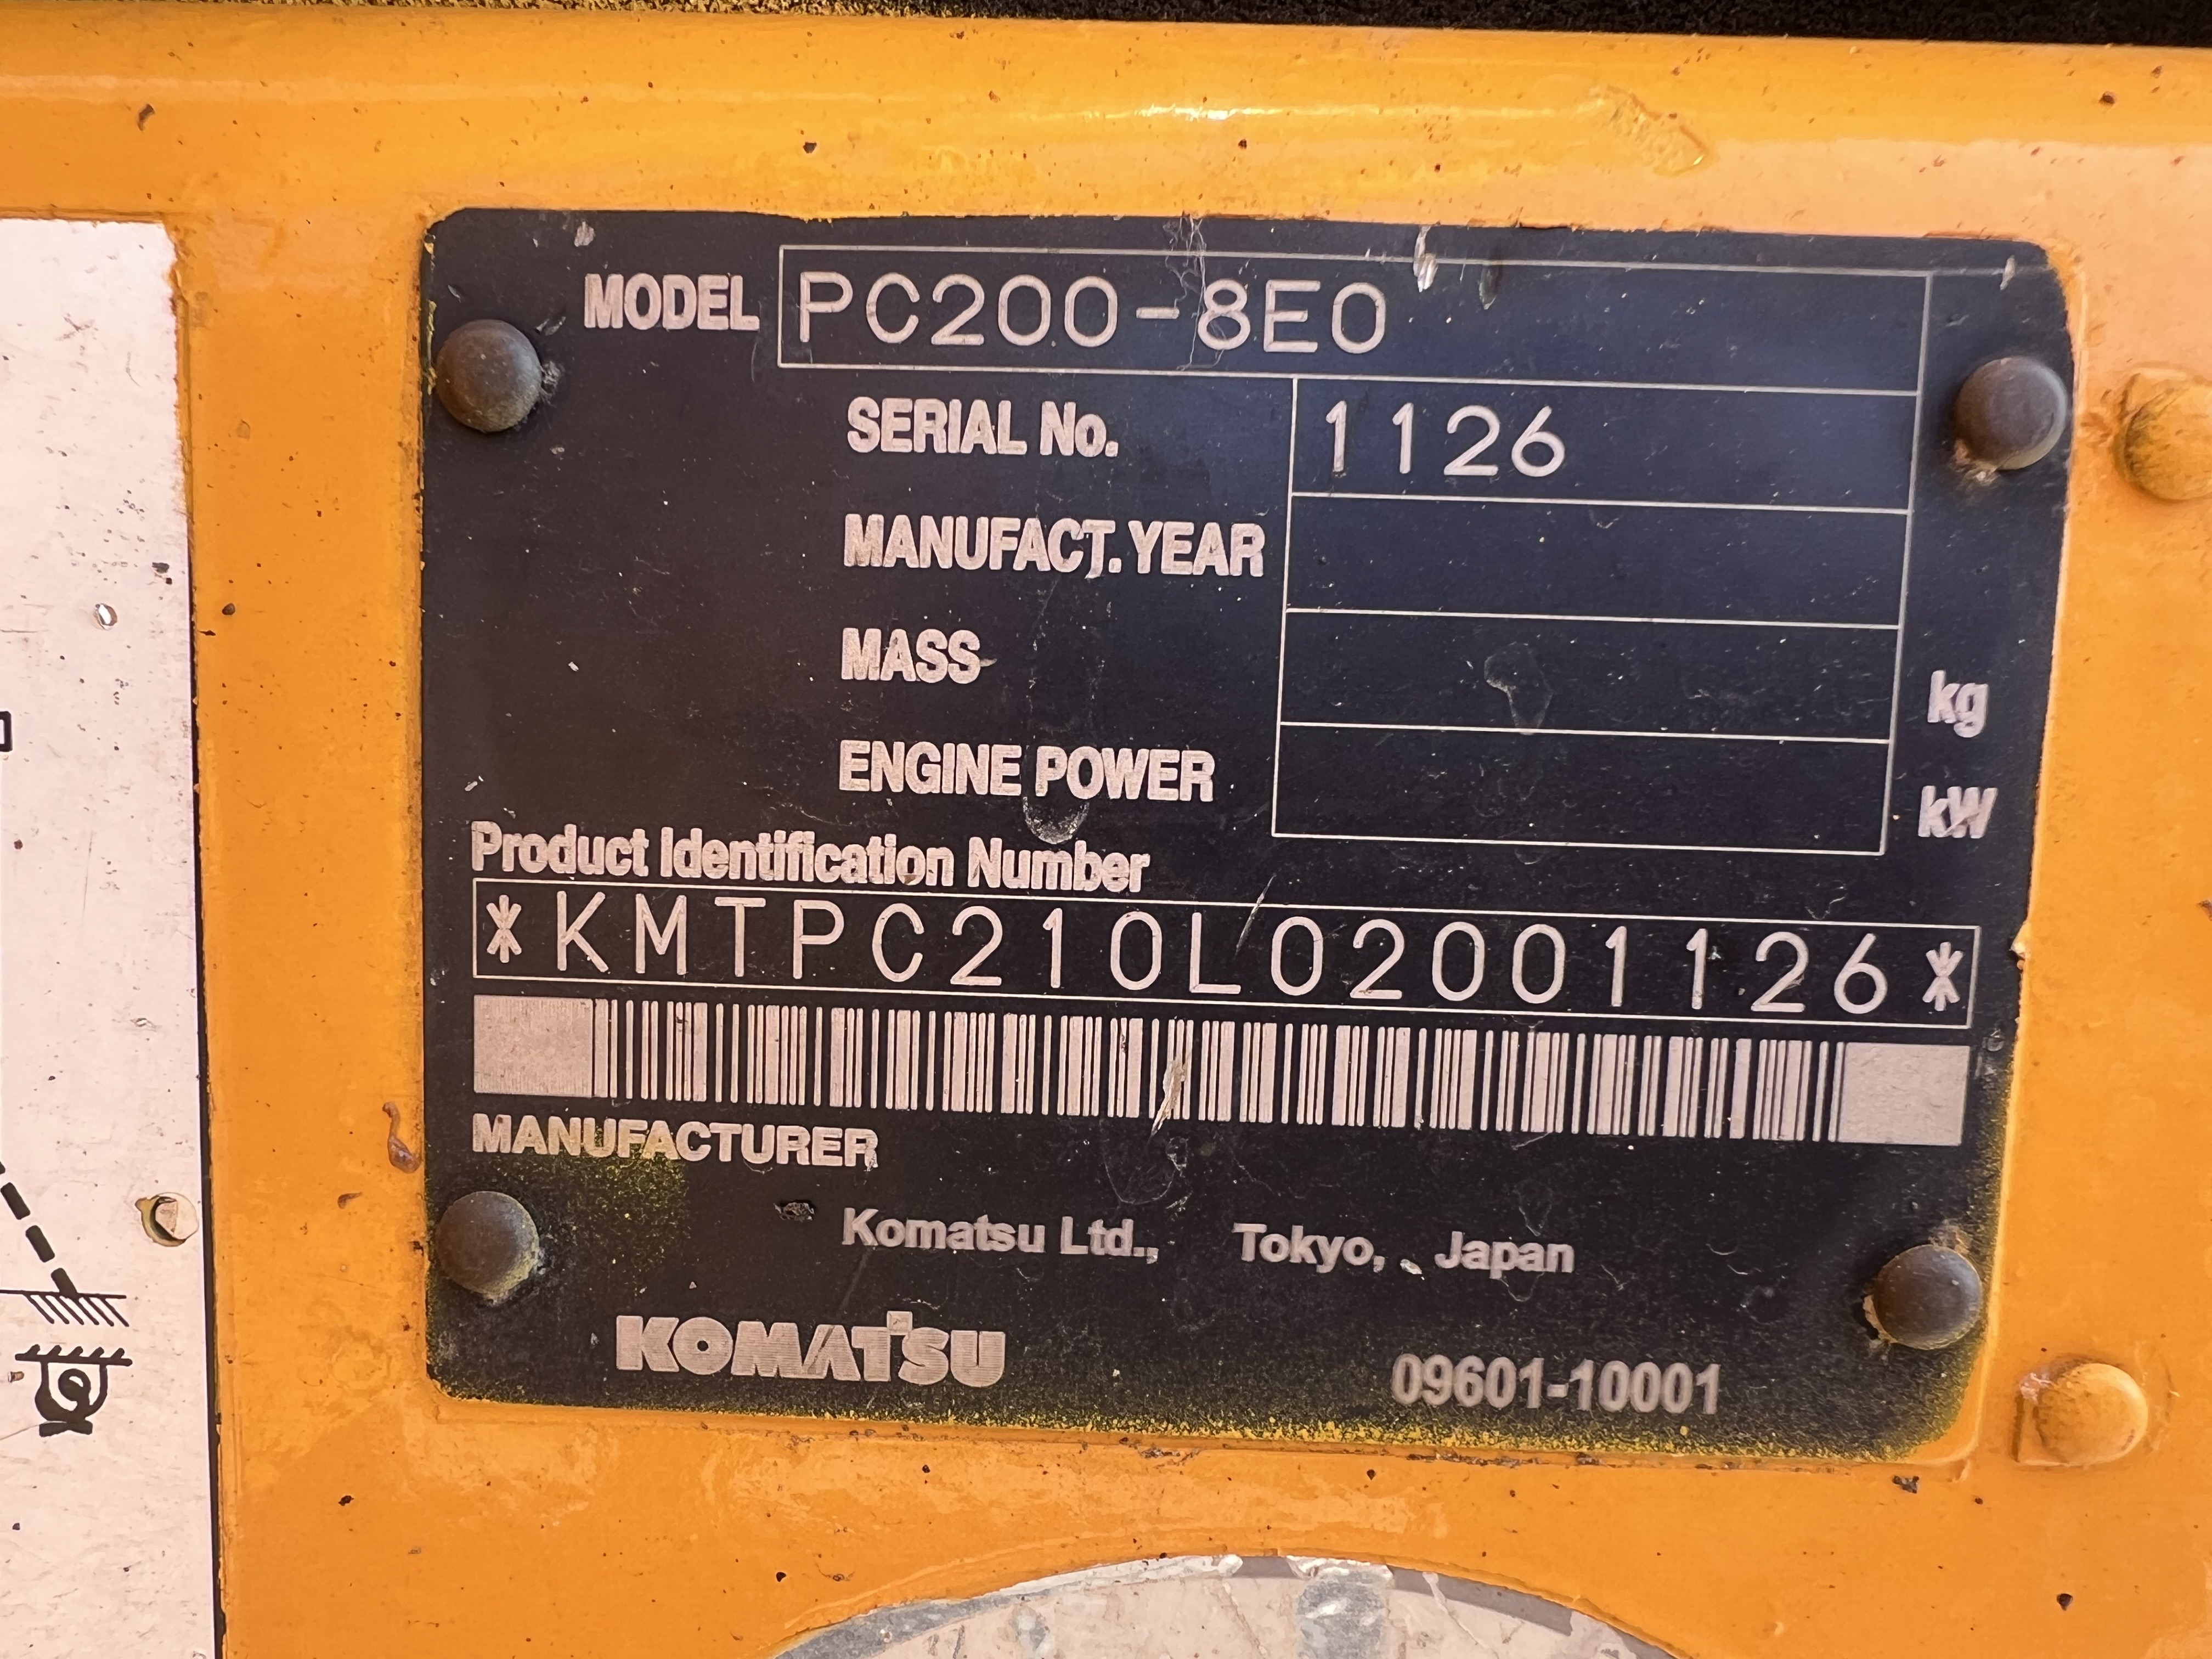 MODEL PC200-8E0
SERIAL No. 1126
MANUFACT. YEAR
MASS kg
ENGINE POWER kW
Product Identification Number
*KMTPC210L02001126*
MANUFACTURER
Komatsu Ltd., Tokyo, Japan
KOMATSU 09601-10001